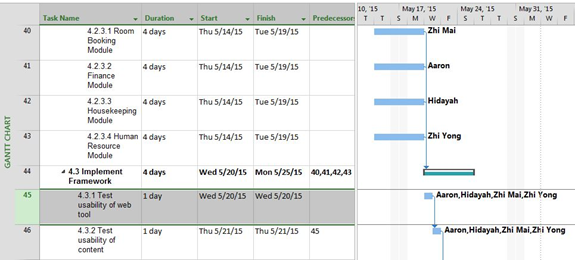 Task Name Duration Start Finish Predecessor
10, '15 May 17, '15 May 24, '15 May 31, '15
T T S M W F S T T S M W F
40 4.2.3.1 Room Booking Module 4 days Thu 5/14/15 Tue 5/19/15 Zhi Mai
41 4.2.3.2 Finance Module 4 days Thu 5/14/15 Tue 5/19/15 Aaron
42 4.2.3.3 Housekeeping Module 4 days Thu 5/14/15 Tue 5/19/15 Hidayah
43 4.2.3.4 Human Resource Module 4 days Thu 5/14/15 Tue 5/19/15 Zhi Yong
44 4.3 Implement Framework 4 days Wed 5/20/15 Mon 5/25/15 40,41,42,43
45 4.3.1 Test usability of web tool 1 day Wed 5/20/15 Wed 5/20/15 Aaron,Hidayah,Zhi Mai,Zhi Yong
46 4.3.2 Test usability of content 1 day Thu 5/21/15 Thu 5/21/15 45 Aaron,Hidayah,Zhi Mai,Zhi Yong
GANTT CHART